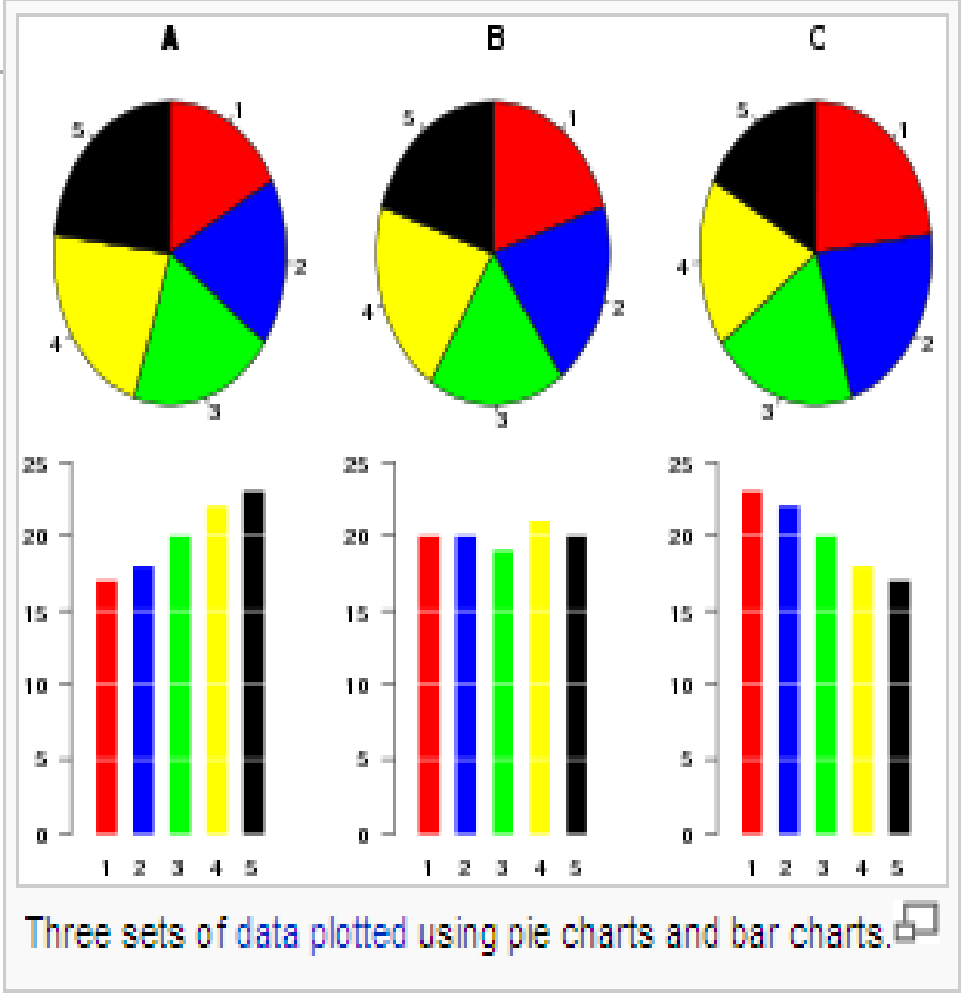 A B C
5 1 5 1 5 1
2 4 2 4 2
4 3 3 3
25 25 25
20 20 20
15 15 15
10 10 10
5 5 5
0 0 0
1 2 3 4 5 1 2 3 4 5 1 2 3 4 5
Three sets of data plotted using pie charts and bar charts.